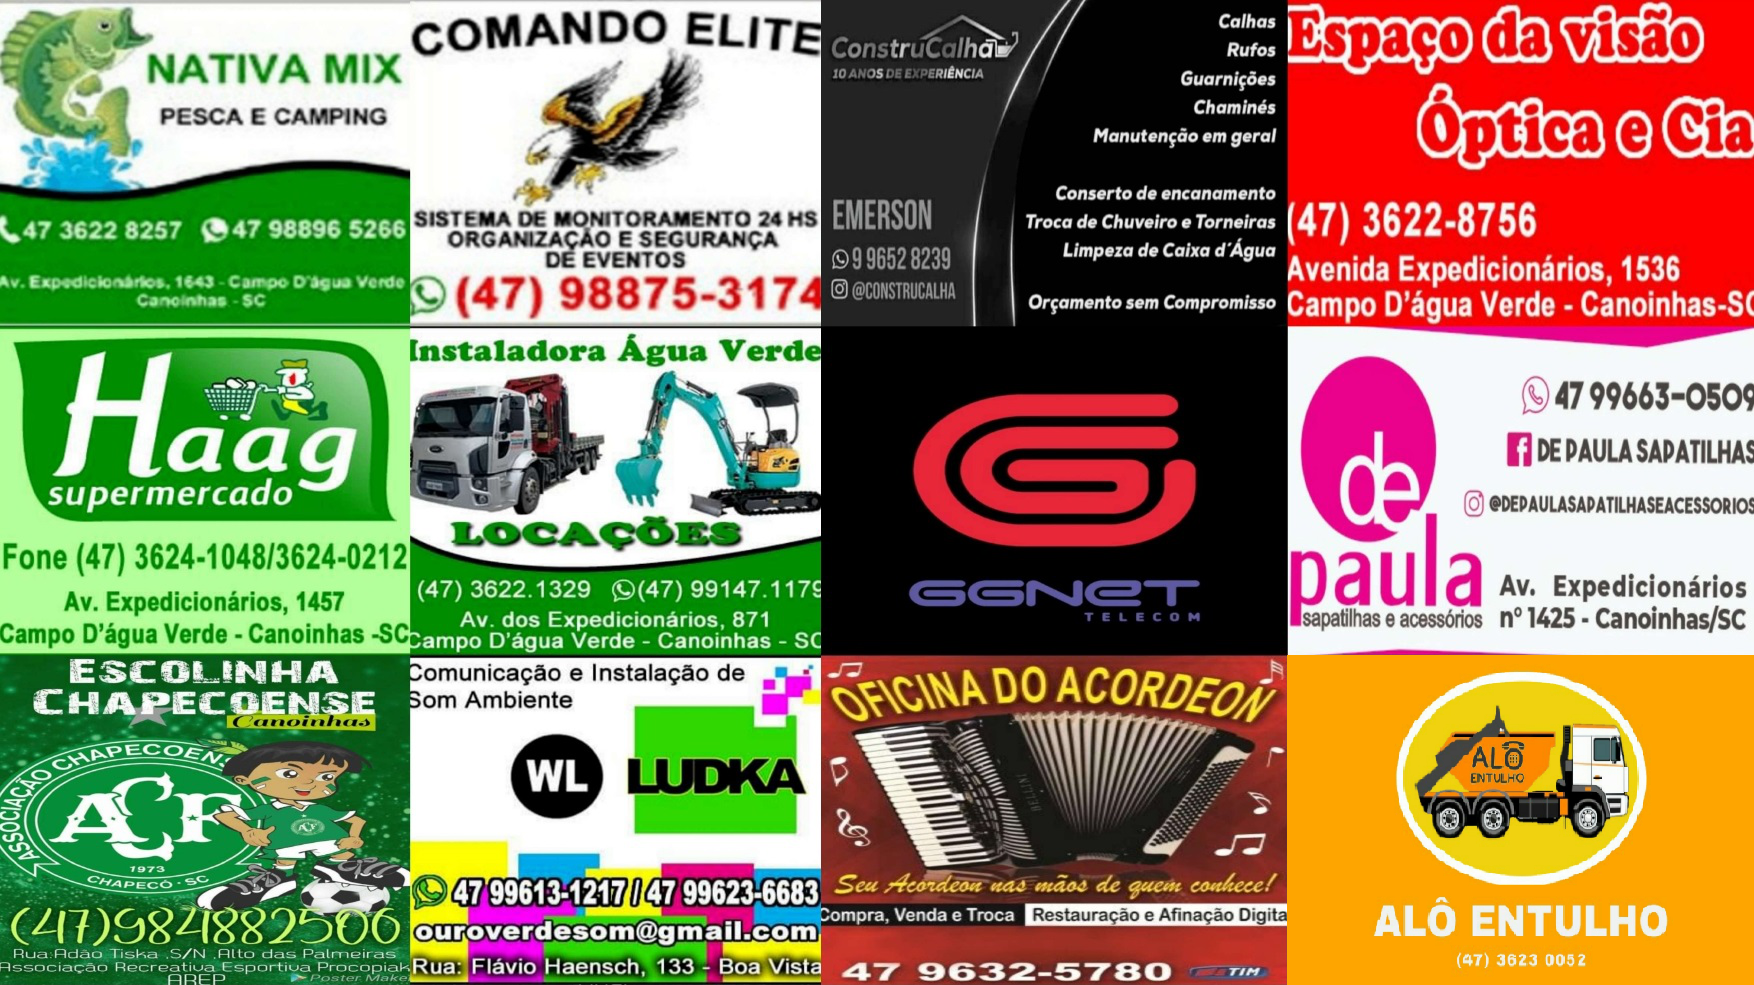 NATIVA MIX
PESCA E CAMPING
47 3622 8257 47 98896 5266
Av. Expedicionários, 1643 - Campo D'água Verde
Canoinhas - SC
COMANDO ELITE
SISTEMA DE MONITORAMENTO 24 HS
ORGANIZAÇÃO E SEGURANÇA
DE EVENTOS
(47) 98875-3174
ConstruCalha
10 ANOS DE EXPERIÊNCIA
EMERSON
9 9652 8239
@CONSTRUCALHA
Calhas
Rufos
Guarnições
Chaminés
Manutenção em geral
Conserto de encanamento
Troca de Chuveiro e Torneiras
Limpeza de Caixa d´Água
Orçamento sem Compromisso
Espaço da visão
Óptica e Cia
(47) 3622-8756
Avenida Expedicionários, 1536
Campo D'água Verde - Canoinhas-SC
Haag
supermercado
Fone (47) 3624-1048/3624-0212
Av. Expedicionários, 1457
Campo D'água Verde - Canoinhas -SC
Instaladora Água Verde
LOCAÇÕES
(47) 3622.1329 (47) 99147.1179
Av. dos Expedicionários, 871
Campo D'água Verde - Canoinhas - SC
GGNET
TELECOM
de
paula
sapatilhas e acessórios
47 99663-0509
DE PAULA SAPATILHAS
@DEPAULASAPATILHASEACESSORIOS
Av. Expedicionários
nº 1425 - Canoinhas/SC
ESCOLINHA
CHAPECOENSE
Canoinhas
ASSOCIAÇÃO CHAPECOENSE
ACF
1973
CHAPECÓ · SC
(47)984882506
Rua:Adão Tiska .S/N .Alto das Palmeiras
Associação Recreativa Esportiva Procopiak
AREP
Poster Maker
Comunicação e Instalação de
Som Ambiente
WL LUDKA
47 99613-1217 / 47 99623-6683
ouroverdesom@gmail.com
Rua: Flávio Haensch, 133 - Boa Vista
OFICINA DO ACORDEON
Seu Acordeon nas mãos de quem conhece!
Compra, Venda e Troca Restauração e Afinação Digita
47 9632-5780 TIM
ALÔ
ENTULHO
ALÔ ENTULHO
(47) 3623 0052